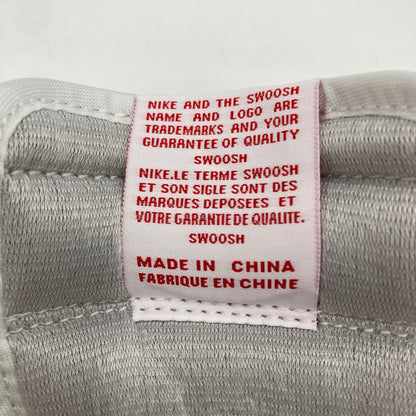 NIKE AND THE SWOOSH
NAME AND LOGO ARE
TRADEMARKS AND YOUR
GUARANTEE OF QUALITY
SWOOSH
NIKE.LE TERME SWOOSH
ET SON SIGLE SONT DES
MARQUES DEPOSEES ET
VOTRE GARANTIE DE QUALITE.
SWOOSH
MADE IN CHINA
FABRIQUE EN CHINE